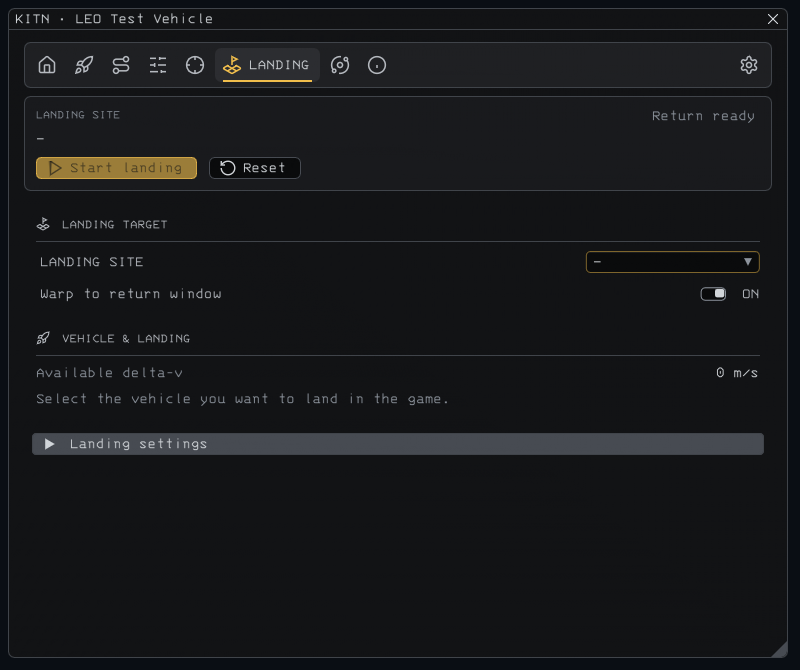 KITN · LEO Test Vehicle
LANDING
LANDING SITE
Return ready
–
Start landing
Reset
LANDING TARGET
LANDING SITE
–
Warp to return window
ON
VEHICLE & LANDING
Available delta-v
0 m/s
Select the vehicle you want to land in the game.
Landing settings